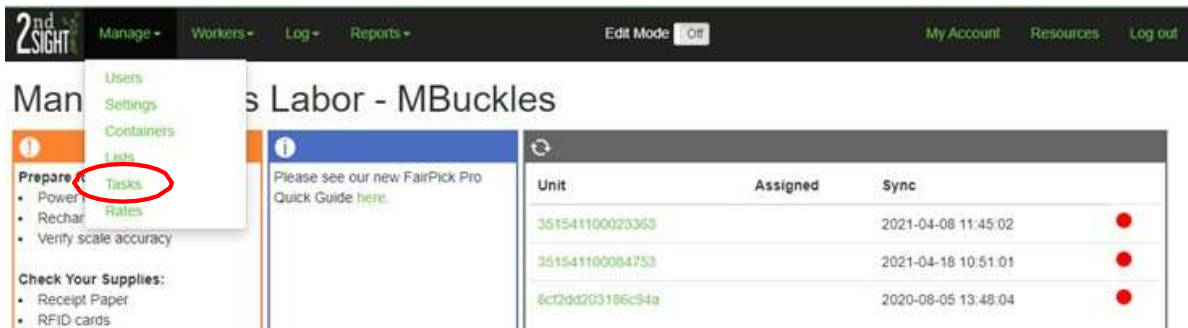 2nd SIGHT Manage Workers Log Reports Edit Mode Off My Account Resources Log out
Users
Settings
Containers
Lists
Tasks
Rates
Man s Labor - MBuckles
Prepare
• Power
• Rechar
• Verify scale accuracy
Check Your Supplies:
• Receipt Paper
• RFID cards
Please see our new FairPick Pro
Quick Guide here.
Unit Assigned Sync
351541100023363 2021-04-08 11:45:02
351541100084753 2021-04-18 10:51:01
6cf2dd203186c94a 2020-08-05 13:48:04